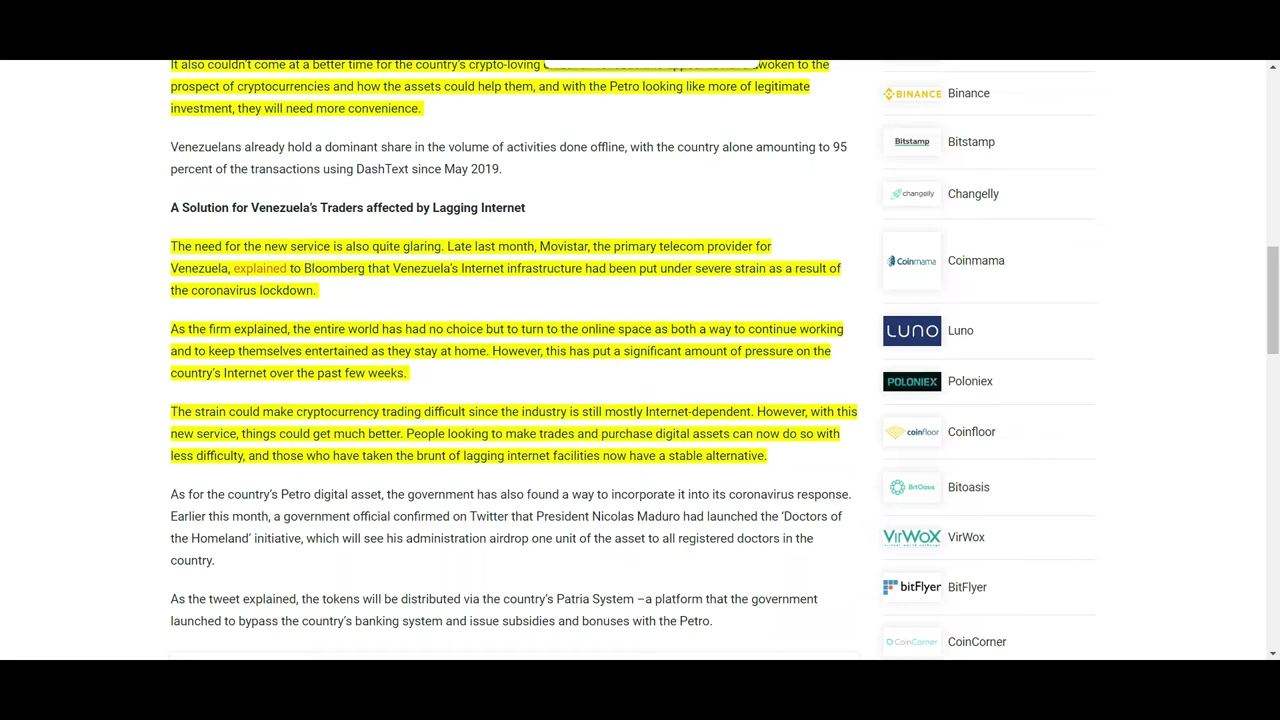 It also couldn't come at a better time for the country's crypto-loving
woken to the
prospect of cryptocurrencies and how the assets could help them, and with the Petro looking like more of legitimate
investment, they will need more convenience.
Venezuelans already hold a dominant share in the volume of activities done offline, with the country alone amounting to 95
percent of the transactions using DashText since May 2019.
A Solution for Venezuela's Traders affected by Lagging Internet
The need for the new service is also quite glaring. Late last month, Movistar, the primary telecom provider for
Venezuela, explained to Bloomberg that Venezuela's Internet infrastructure had been put under severe strain as a result of
the coronavirus lockdown.
As the firm explained, the entire world has had no choice but to turn to the online space as both a way to continue working
and to keep themselves entertained as they stay at home. However, this has put a significant amount of pressure on the
country's Internet over the past few weeks.
The strain could make cryptocurrency trading difficult since the industry is still mostly Internet-dependent. However, with this
new service, things could get much better. People looking to make trades and purchase digital assets can now do so with
less difficulty, and those who have taken the brunt of lagging internet facilities now have a stable alternative.
As for the country's Petro digital asset, the government has also found a way to incorporate it into its coronavirus response.
Earlier this month, a government official confirmed on Twitter that President Nicolas Maduro had launched the 'Doctors of
the Homeland' initiative, which will see his administration airdrop one unit of the asset to all registered doctors in the
country.
As the tweet explained, the tokens will be distributed via the country's Patria System –a platform that the government
launched to bypass the country's banking system and issue subsidies and bonuses with the Petro.
BINANCE Binance
Bitstamp Bitstamp
changelly Changelly
Coinmama Coinmama
LUNO Luno
POLONIEX Poloniex
coinfloor Coinfloor
BitOasis Bitoasis
VirWoX VirWox
bitFlyer BitFlyer
CoinCorner CoinCorner